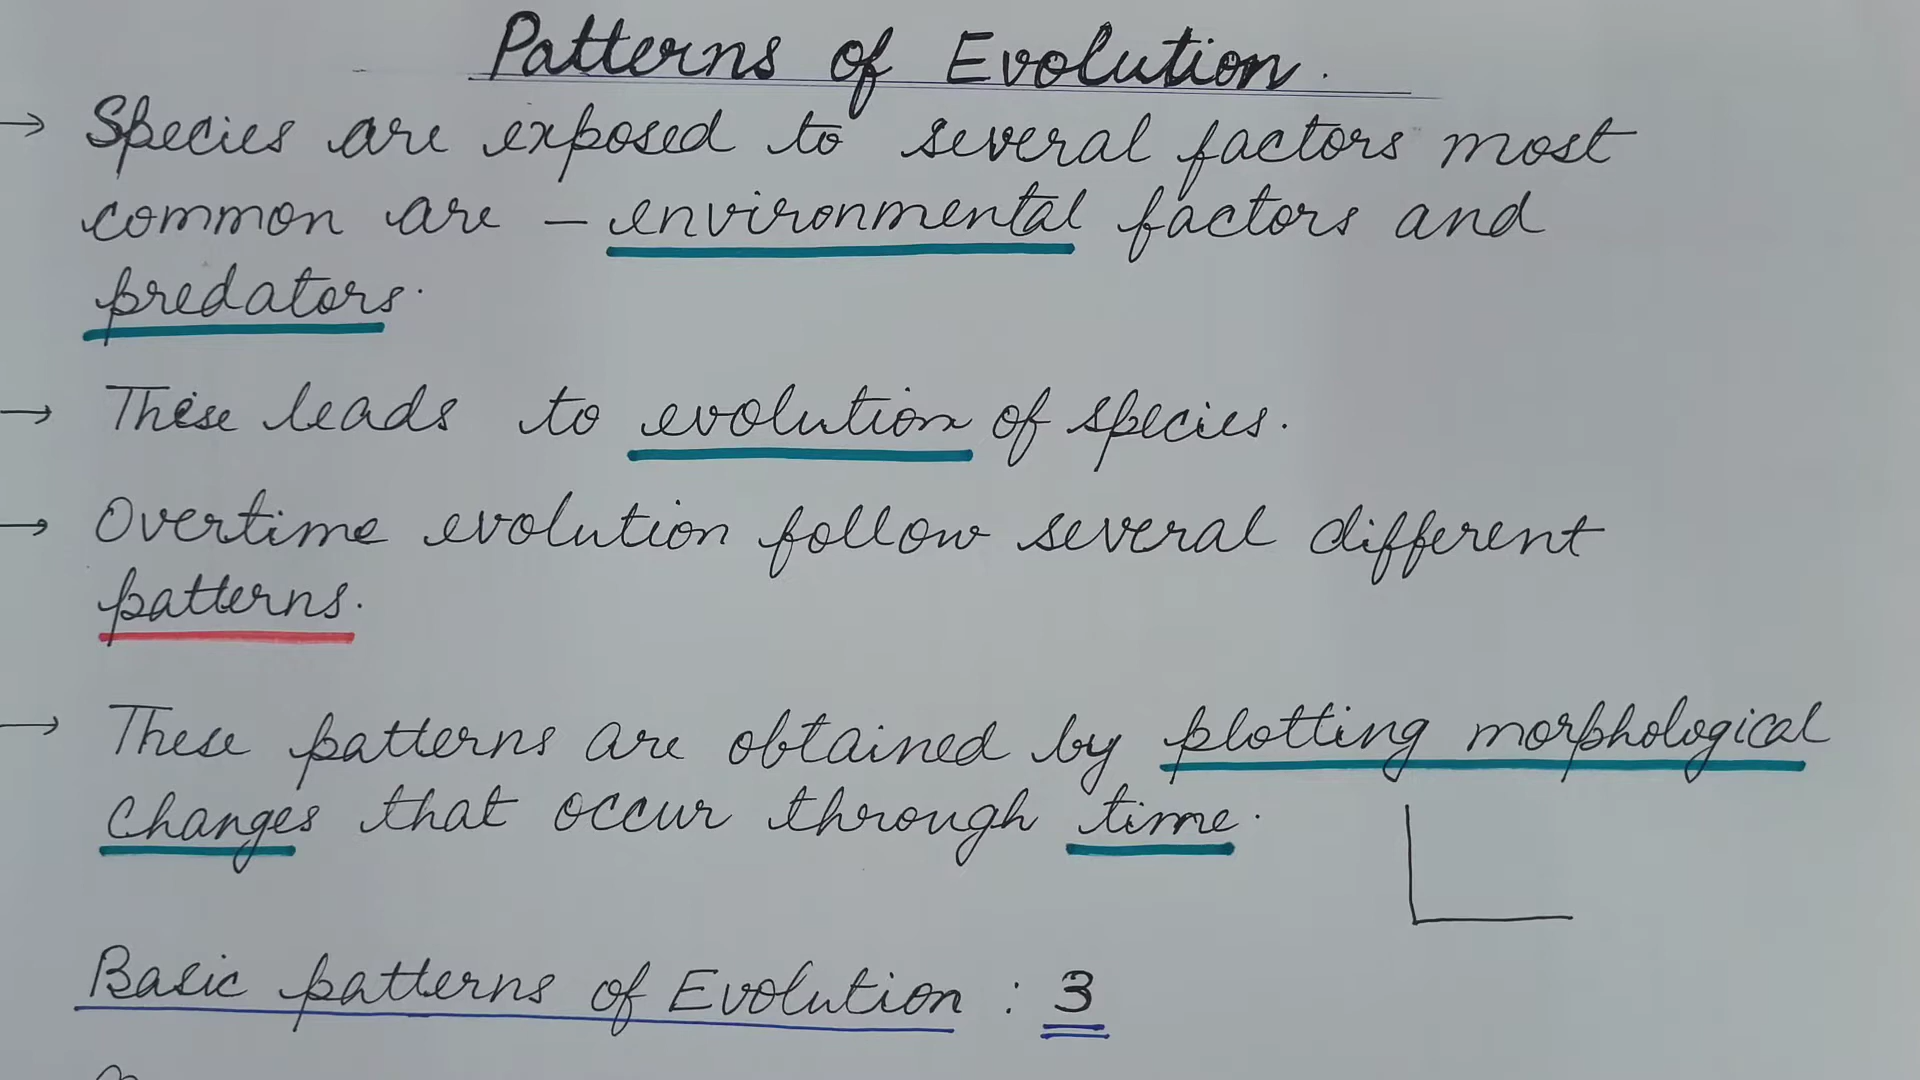 Patterns of Evolution.
→ Species are exposed to several factors most
common are – environmental factors and
predators.
→ These leads to evolution of species.
→ Overtime evolution follow several different
patterns.
→ These patterns are obtained by plotting morphological
changes that occur through time.
Basic patterns of Evolution : 3